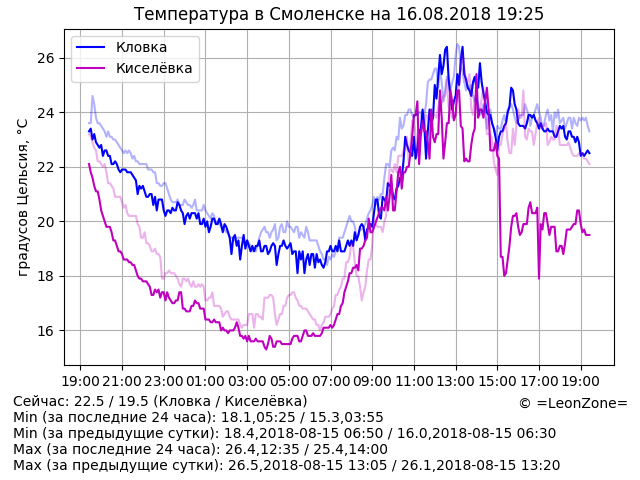 Температура в Смоленске на 16.08.2018 19:25
градусов Цельсия, °C
26
24
22
20
18
16
Кловка
Киселёвка
19:00 21:00 23:00 01:00 03:00 05:00 07:00 09:00 11:00 13:00 15:00 17:00 19:00
Сейчас: 22.5 / 19.5 (Кловка / Киселёвка)
© =LeonZone=
Min (за последние 24 часа): 18.1,05:25 / 15.3,03:55
Min (за предыдущие сутки): 18.4,2018-08-15 06:50 / 16.0,2018-08-15 06:30
Max (за последние 24 часа): 26.4,12:35 / 25.4,14:00
Max (за предыдущие сутки): 26.5,2018-08-15 13:05 / 26.1,2018-08-15 13:20